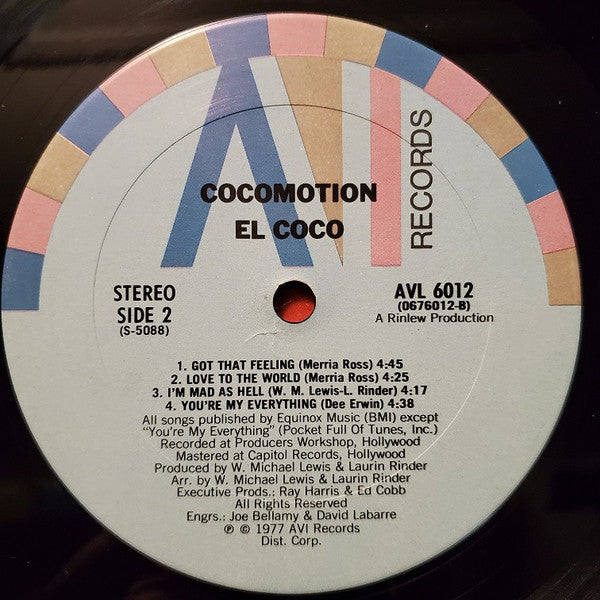 AVI
RECORDS
COCOMOTION
EL COCO
STEREO
SIDE 2
(S-5088)
AVL 6012
(0676012-B)
A Rinlew Production
1. GOT THAT FEELING (Merria Ross) 4:45
2. LOVE TO THE WORLD (Merria Ross) 4:25
3. I'M MAD AS HELL (W. M. Lewis-L. Rinder) 4:17
4. YOU'RE MY EVERYTHING (Dee Erwin) 4:38
All songs published by Equinox Music (BMI) except
"You're My Everything" (Pocket Full Of Tunes, Inc.)
Recorded at Producers Workshop, Hollywood
Mastered at Capitol Records, Hollywood
Produced by W. Michael Lewis & Laurin Rinder
Arr. by W. Michael Lewis & Laurin Rinder
Executive Prods.: Ray Harris & Ed Cobb
All Rights Reserved
Engrs.: Joe Bellamy & David Labarre
℗ © 1977 AVI Records
Dist. Corp.